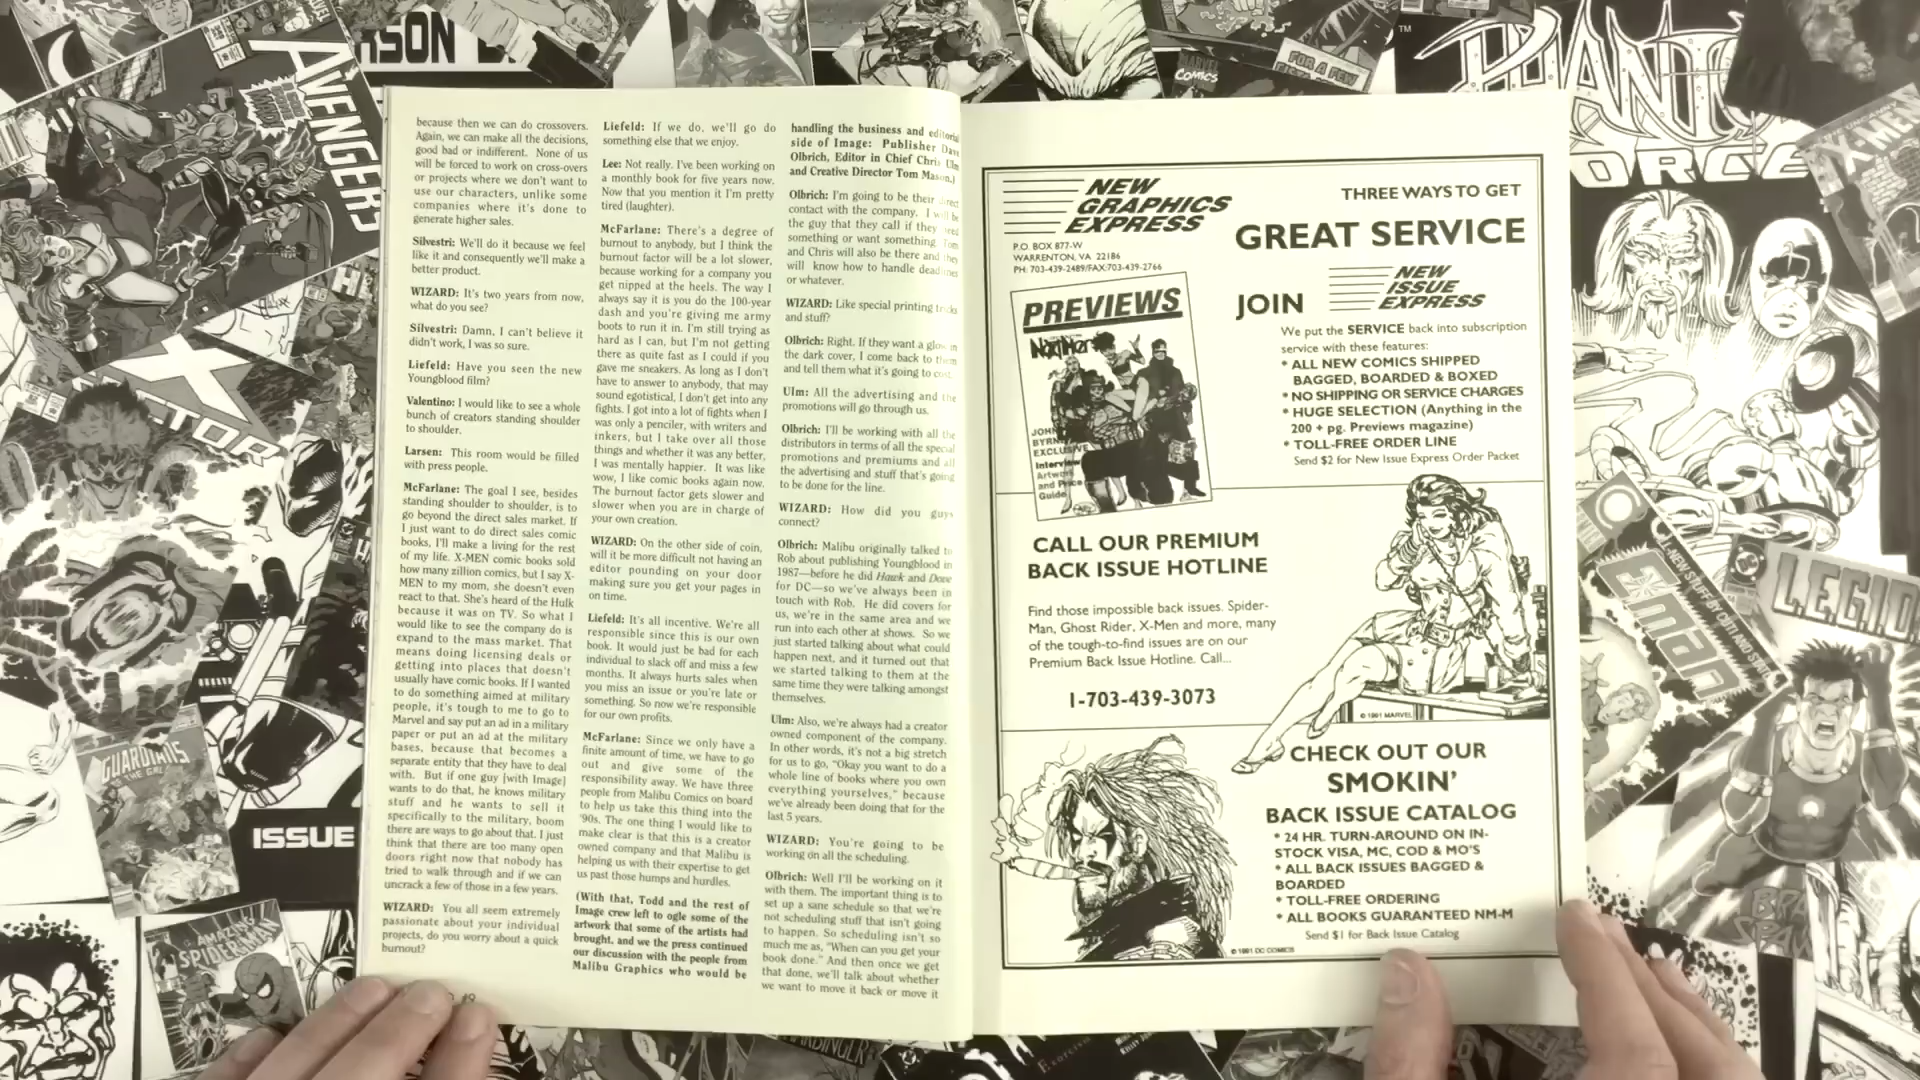 because then we can do crossovers.
Again, we can make all the decisions,
good bad or indifferent. None of us
will be forced to work on cross-overs
or projects where we don't want to
use our characters, unlike some
companies where it's done to
generate higher sales.
Silvestri: We'll do it because we feel
like it and consequently we'll make a
better product.
WIZARD: It's two years from now,
what do you see?
Silvestri: Damn, I can't believe it
didn't work, I was so sure.
Liefeld: Have you seen the new
Youngblood film?
Valentino: I would like to see a whole
bunch of creators standing shoulder
to shoulder.
Larsen: This room would be filled
with press people.
McFarlane: The goal I see, besides
standing shoulder to shoulder, is to
go beyond the direct sales market. If
I just want to do direct sales comic
books, I'll make a living for the rest
of my life. X-MEN comic books sold
how many zillion comics, but I say X-
MEN to my mom, she doesn't even
react to that. She's heard of the Hulk
because it was on TV. So what I
would like to see the company do is
expand to the mass market. That
means doing licensing deals or
getting into places that doesn't
usually have comic books. If I wanted
to do something aimed at military
people, it's tough to me to go to
Marvel and say put an ad in a military
paper or put an ad at the military
bases, because that becomes a
separate entity that they have to deal
with. But if one guy [with Image]
wants to do that, he knows military
stuff and he wants to sell it
specifically to the military, boom
there are ways to go about that. I just
think that there are too many open
doors right now that nobody has
tried to walk through and if we can
uncrack a few of those in a few years.
WIZARD: You all seem extremely
passionate about your individual
projects, do you worry about a quick
burnout?
Liefeld: If we do, we'll go do
something else that we enjoy.
Lee: Not really. I've been working on
a monthly book for five years now.
Now that you mention it I'm pretty
tired (laughter).
McFarlane: There's a degree of
burnout to anybody, but I think the
burnout factor will be a lot slower,
because working for a company you
get nipped at the heels. The way I
always say it is you do the 100-year
dash and you're giving me army
boots to run it in. I'm still trying as
hard as I can, but I'm not getting
there as quite fast as I could if you
gave me sneakers. As long as I don't
have to answer to anybody, that may
sound egotistical, I don't get into any
fights. I got into a lot of fights when I
was only a penciler, with writers and
inkers, but I take over all those
things and whether it was any better,
I was mentally happier. It was like
wow, I like comic books again now.
The burnout factor gets slower and
slower when you are in charge of
your own creation.
WIZARD: On the other side of coin,
will it be more difficult not having an
editor pounding on your door
making sure you get your pages in
on time.
Liefeld: It's all incentive. We're all
responsible since this is our own
book. It would just be bad for each
individual to slack off and miss a few
months. It always hurts sales when
you miss an issue or you're late or
something. So now we're responsible
for our own profits.
McFarlane: Since we only have a
finite amount of time, we have to go
out and give some of the
responsibility away. We have three
people from Malibu Comics on board
to help us take this thing into the
'90s. The one thing I would like to
make clear is that this is a creator
owned company and that Malibu is
helping us with their expertise to get
us past those humps and hurdles.
(With that, Todd and the rest of
Image crew left to ogle some of the
artwork that some of the artists had
brought, and we the press continued
our discussion with the people from
Malibu Graphics who would be
handling the business and editorial
side of Image: Publisher Dave
Olbrich, Editor in Chief Chris Ulm
and Creative Director Tom Mason.)
Olbrich: I'm going to be their direct
contact with the company. I will be
the guy that they call if they need
something or want something. Tom
and Chris will also be there and they
will know how to handle deadlines
or whatever.
WIZARD: Like special printing tricks
and stuff?
Olbrich: Right. If they want a glow in
the dark cover, I come back to them
and tell them what it's going to cost.
Ulm: All the advertising and the
promotions will go through us.
Olbrich: I'll be working with all the
distributors in terms of all the special
promotions and premiums and all
the advertising and stuff that's going
to be done for the line.
WIZARD: How did you guys
connect?
Olbrich: Malibu originally talked to
Rob about publishing Youngblood in
1987—before he did Hawk and Dove
for DC—so we've always been in
touch with Rob. He did covers for
us, we're in the same area and we
run into each other at shows. So we
just started talking about what could
happen next, and it turned out that
we started talking to them at the
same time they were talking amongst
themselves.
Ulm: Also, we're always had a creator
owned component of the company.
In other words, it's not a big stretch
for us to go, "Okay you want to do a
whole line of books where you own
everything yourselves," because
we've already been doing that for the
last 5 years.
WIZARD: You're going to be
working on all the scheduling.
Olbrich: Well I'll be working on it
with them. The important thing is to
set up a sane schedule so that we're
not scheduling stuff that isn't going
to happen. So scheduling isn't so
much me as, "When can you get your
book done." And then once we get
that done, we'll talk about whether
we want to move it back or move it
#9
NEW
GRAPHICS
EXPRESS
P.O. BOX 877-W
WARRENTON, VA 22186
PH: 703-439-2489/FAX:703-439-2766
THREE WAYS TO GET
GREAT SERVICE
JOIN
NEW
ISSUE
EXPRESS
We put the SERVICE back into subscription
service with these features:
* ALL NEW COMICS SHIPPED
BAGGED, BOARDED & BOXED
* NO SHIPPING OR SERVICE CHARGES
* HUGE SELECTION (Anything in the
200 + pg. Previews magazine)
* TOLL-FREE ORDER LINE
Send $2 for New Issue Express Order Packet
PREVIEWS
JOHN
BYRNE
EXCLUSIVE
Interview
Artwork
and Price
Guide
CALL OUR PREMIUM
BACK ISSUE HOTLINE
Find those impossible back issues. Spider-
Man, Ghost Rider, X-Men and more, many
of the tough-to-find issues are on our
Premium Back Issue Hotline. Call...
1-703-439-3073
© 1991 MARVEL
CHECK OUT OUR
SMOKIN'
BACK ISSUE CATALOG
* 24 HR. TURN-AROUND ON IN-
STOCK VISA, MC, COD & MO'S
* ALL BACK ISSUES BAGGED &
BOARDED
* TOLL-FREE ORDERING
* ALL BOOKS GUARANTEED NM-M
Send $1 for Back Issue Catalog
© 1991 DC COMICS
AVENGERS
X
FACTOR
GUARDIANS
ISSUE
AMAZING
SPIDER-MAN
MARVEL
COMICS
FOR A FEW
FORCE
X-MEN
E-MAN
DC
L.E.G.I.O